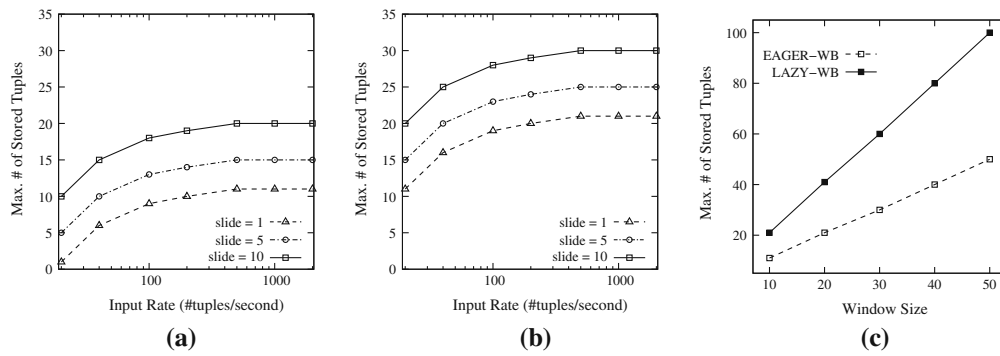 Max. # of Stored Tuples
35
30
25
20
15
10
5
0
slide = 1
slide = 5
slide = 10
100
1000
Input Rate (#tuples/second)
(a)
Max. # of Stored Tuples
35
30
25
20
15
10
5
0
slide = 1
slide = 5
slide = 10
100
1000
Input Rate (#tuples/second)
(b)
Max. # of Stored Tuples
100
80
60
40
20
EAGER-WB
LAZY-WB
10
20
30
40
50
Window Size
(c)